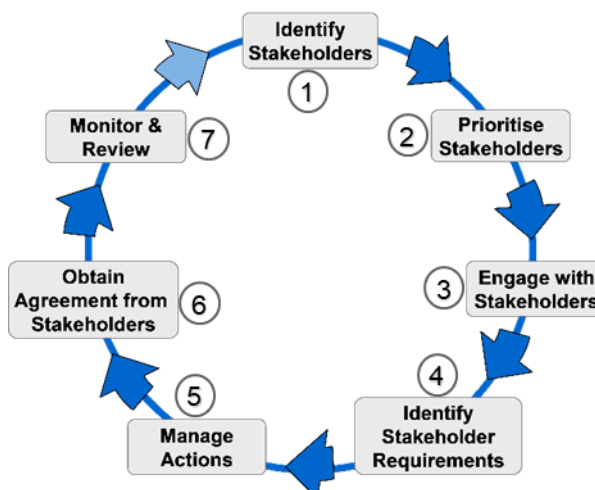 Identify
Stakeholders
1
2
Prioritise
Stakeholders
3
Engage with
Stakeholders
4
Identify
Stakeholder
Requirements
5
Manage
Actions
6
Obtain
Agreement from
Stakeholders
7
Monitor &
Review